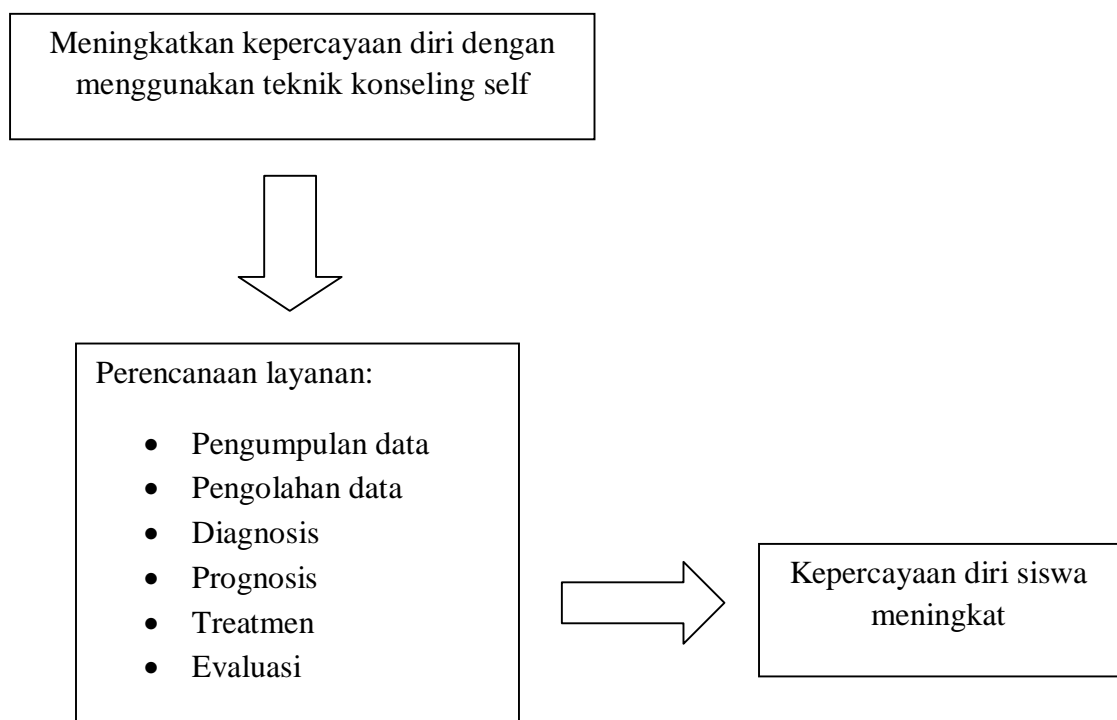 Meningkatkan kepercayaan diri dengan
menggunakan teknik konseling self
Perencanaan layanan:
• Pengumpulan data
• Pengolahan data
• Diagnosis
• Prognosis
• Treatmen
• Evaluasi
Kepercayaan diri siswa
meningkat